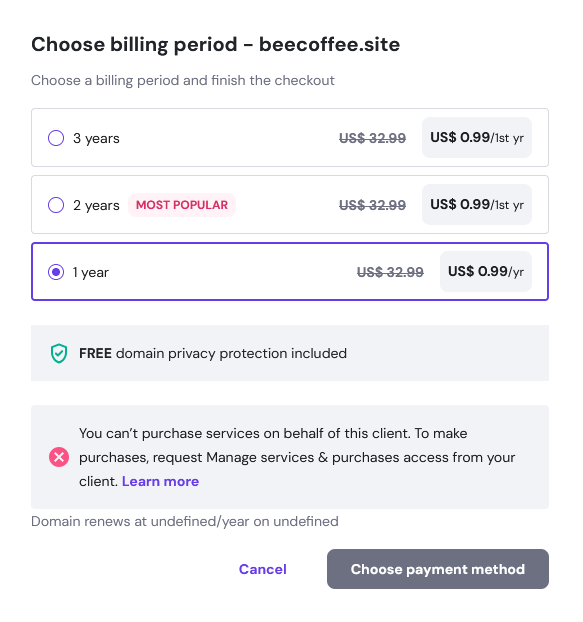 Choose billing period - beecoffee.site
Choose a billing period and finish the checkout
3 years US$ 32.99 US$ 0.99/1st yr
2 years MOST POPULAR US$ 32.99 US$ 0.99/1st yr
1 year US$ 32.99 US$ 0.99/yr
FREE domain privacy protection included
You can’t purchase services on behalf of this client. To make
purchases, request Manage services & purchases access from your
client. Learn more
Domain renews at undefined/year on undefined
Cancel Choose payment method